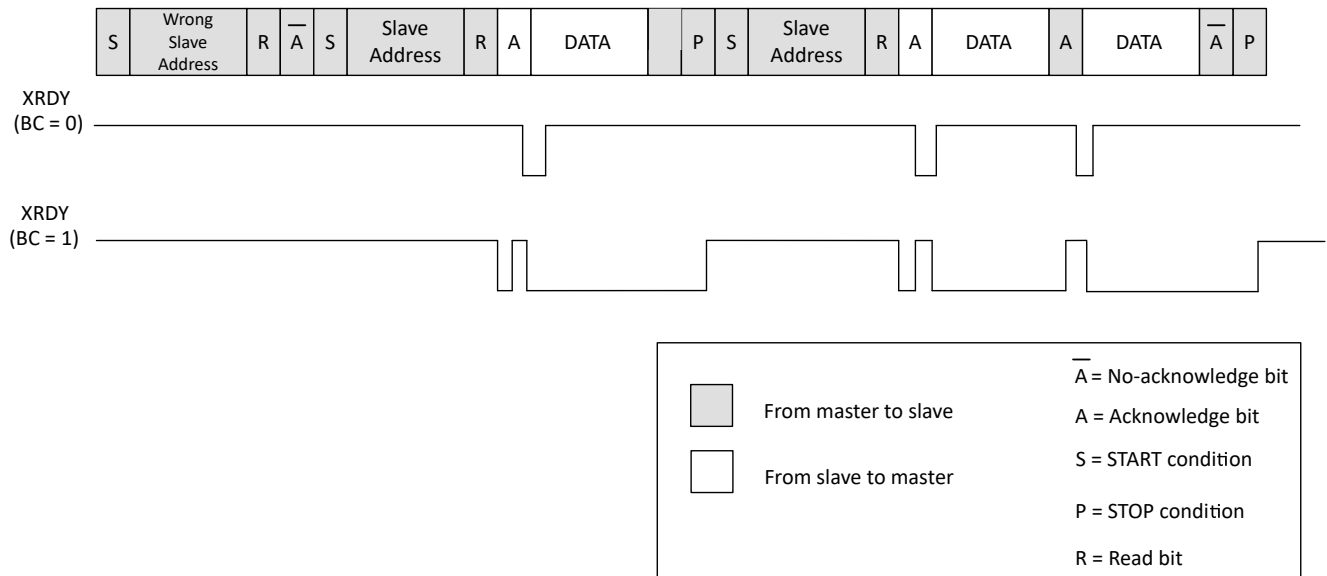 S Wrong Slave Address R A̅ S Slave Address R A DATA P S Slave Address R A DATA A DATA A̅ P
XRDY
(BC = 0)
XRDY
(BC = 1)
From master to slave
From slave to master
A̅ = No-acknowledge bit
A = Acknowledge bit
S = START condition
P = STOP condition
R = Read bit